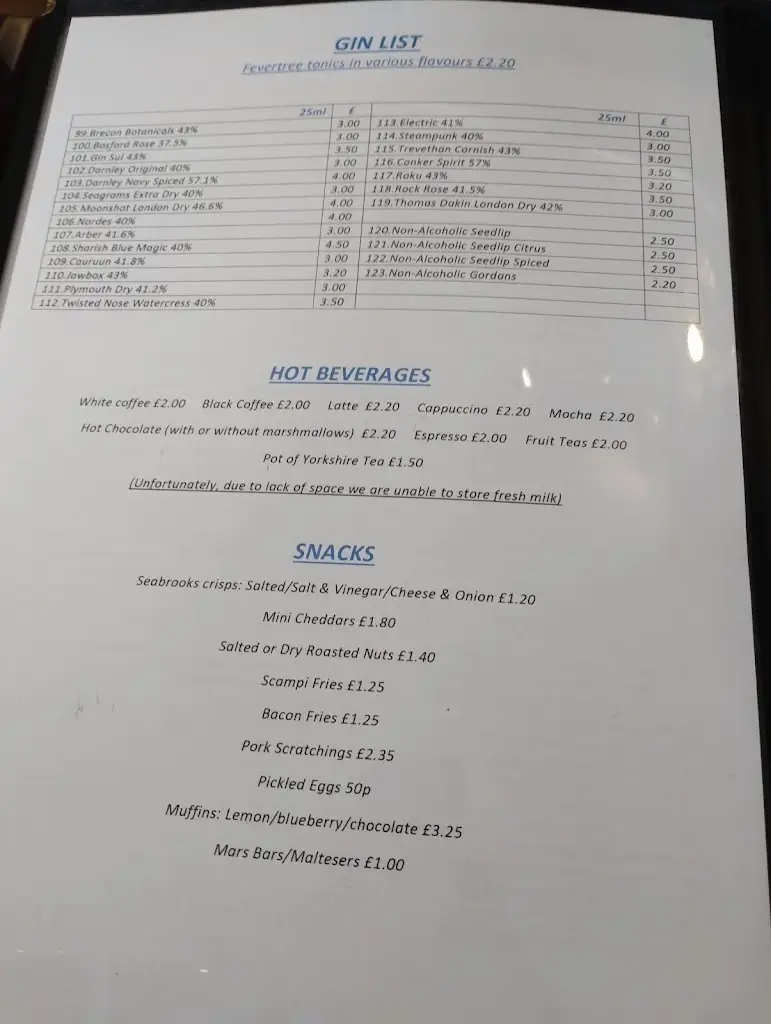 GIN LIST
Fevertree tonics in various flavours £2.20
25ml £ 25ml £
99.Brecon Botanicals 43% 3.00 113.Electric 41% 4.00
100.Bosford Rose 37.5% 3.00 114.Steampunk 40% 3.00
101.Gin Sul 43% 3.50 115.Trevethan Cornish 43% 3.50
102.Darnley Original 40% 3.00 116.Conker Spirit 57% 3.50
103.Darnley Navy Spiced 57.1% 4.00 117.Roku 43% 3.20
104.Seagrams Extra Dry 40% 3.00 118.Rock Rose 41.5% 3.50
105.Moonshot London Dry 46.6% 4.00 119.Thomas Dakin London Dry 42% 3.00
106.Nordes 40% 4.00
107.Arber 41.6% 3.00 120.Non-Alcoholic Seedlip 2.50
108.Sharish Blue Magic 40% 4.50 121.Non-Alcoholic Seedlip Citrus 2.50
109.Cauruun 41.8% 3.00 122.Non-Alcoholic Seedlip Spiced 2.50
110.Jawbox 43% 3.20 123.Non-Alcoholic Gordans 2.20
111.Plymouth Dry 41.2% 3.00
112.Twisted Nose Watercress 40% 3.50
HOT BEVERAGES
White coffee £2.00 Black Coffee £2.00 Latte £2.20 Cappuccino £2.20 Mocha £2.20
Hot Chocolate (with or without marshmallows) £2.20 Espresso £2.00 Fruit Teas £2.00
Pot of Yorkshire Tea £1.50
(Unfortunately, due to lack of space we are unable to store fresh milk)
SNACKS
Seabrooks crisps: Salted/Salt & Vinegar/Cheese & Onion £1.20
Mini Cheddars £1.80
Salted or Dry Roasted Nuts £1.40
Scampi Fries £1.25
Bacon Fries £1.25
Pork Scratchings £2.35
Pickled Eggs 50p
Muffins: Lemon/blueberry/chocolate £3.25
Mars Bars/Maltesers £1.00